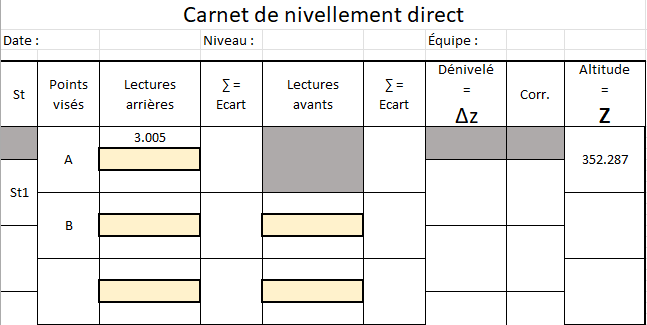 Carnet de nivellement direct
Date : Niveau : Équipe :
St
Points
visés
Lectures
arrières
∑ =
Ecart
Lectures
avants
∑ =
Ecart
Dénivelé
=
Δz
Corr.
Altitude
=
Z
3.005
A
352.287
St1
B